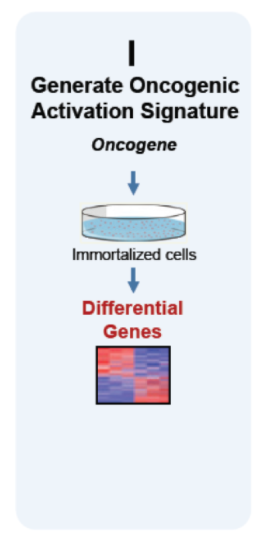 I
Generate Oncogenic
Activation Signature
Oncogene
Immortalized cells
Differential
Genes